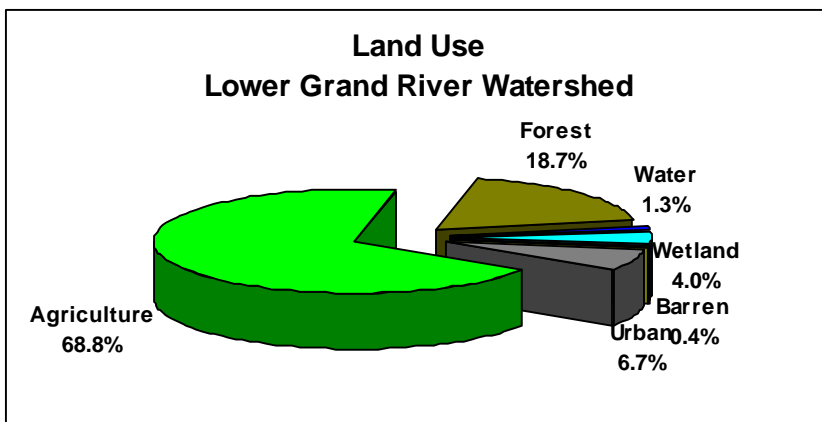 Land Use
Lower Grand River Watershed
Forest
18.7%
Water
1.3%
Wetland
4.0%
Barren
0.4%
Urban
6.7%
Agriculture
68.8%